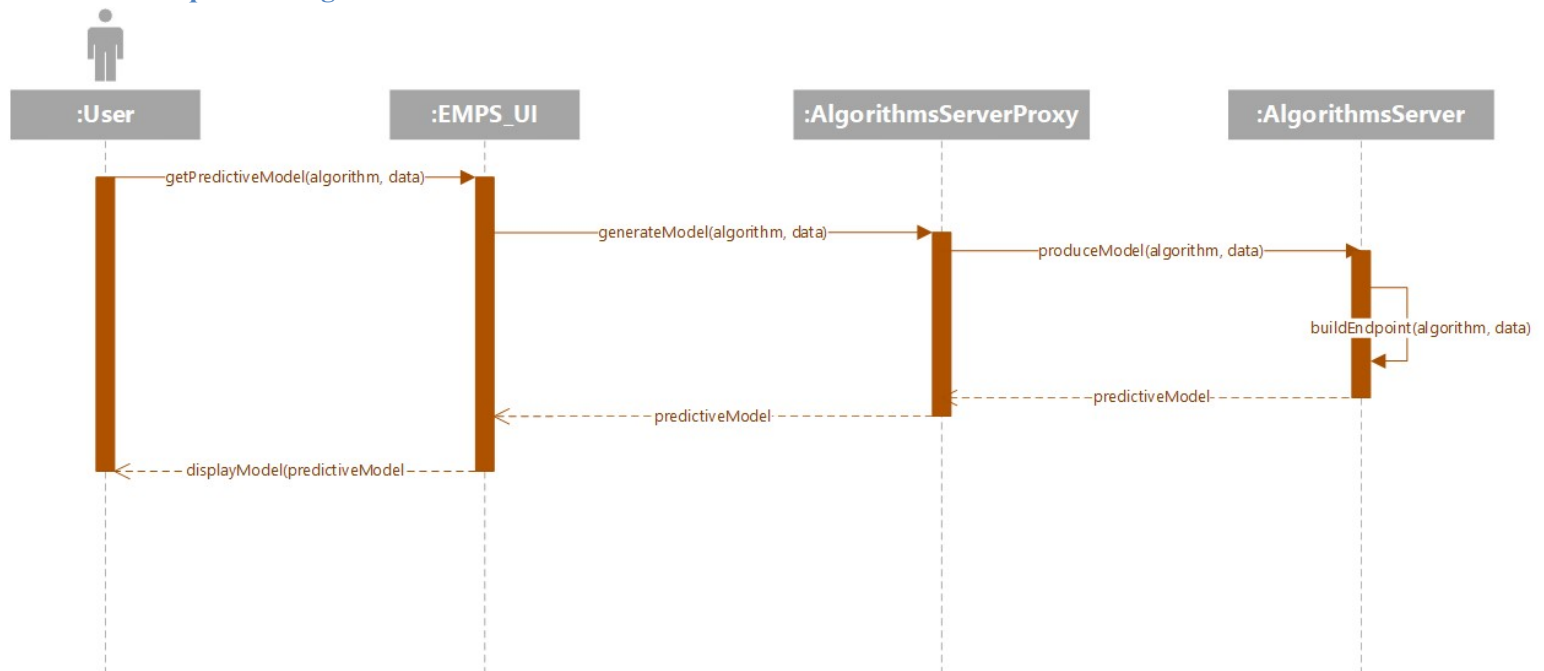 :User
:EMPS_UI
:AlgorithmsServerProxy
:AlgorithmsServer
getPredictiveModel(algorithm, data)
generateModel(algorithm, data)
produceModel(algorithm, data)
buildEndpoint(algorithm, data)
predictiveModel
predictiveModel
displayModel(predictiveModel